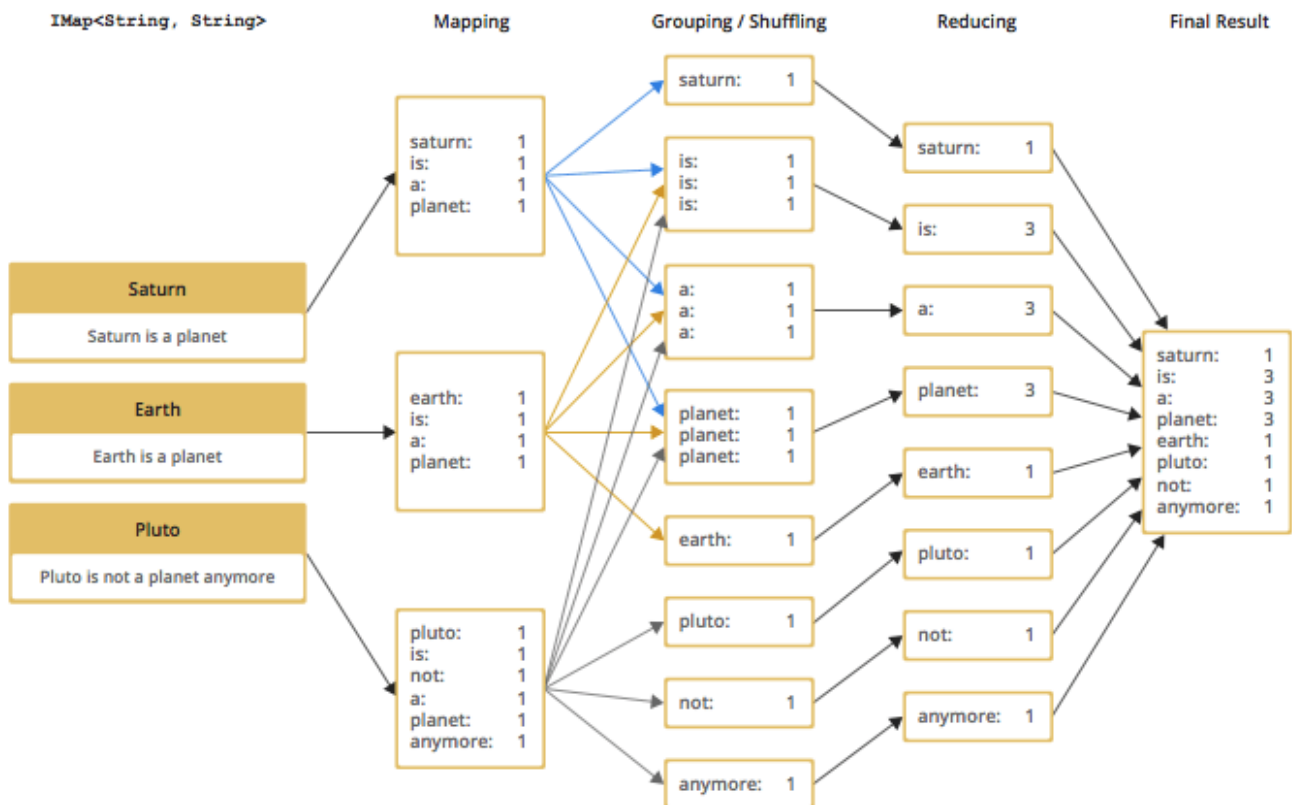 IMap<String, String>
Mapping
Grouping / Shuffling
Reducing
Final Result
Saturn
Saturn is a planet
Earth
Earth is a planet
Pluto
Pluto is not a planet anymore
saturn: 1
is: 1
a: 1
planet: 1
earth: 1
is: 1
a: 1
planet: 1
pluto: 1
is: 1
not: 1
a: 1
planet: 1
anymore: 1
saturn: 1
is: 1
is: 1
is: 1
a: 1
a: 1
a: 1
planet: 1
planet: 1
planet: 1
earth: 1
pluto: 1
not: 1
anymore: 1
saturn: 1
is: 3
a: 3
planet: 3
earth: 1
pluto: 1
not: 1
anymore: 1
saturn: 1
is: 3
a: 3
planet: 3
earth: 1
pluto: 1
not: 1
anymore: 1